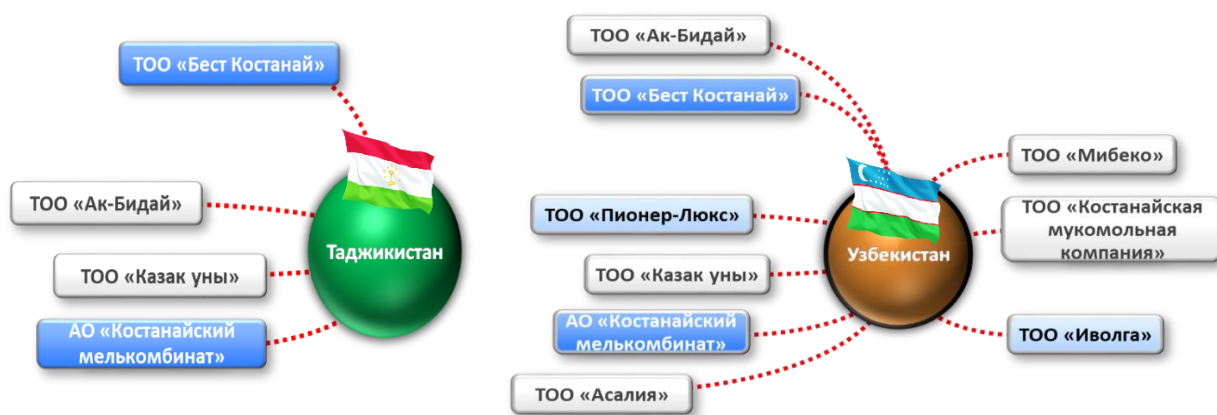 ТОО «Бест Костанай»
ТОО «Ак-Бидай»
Таджикистан
ТОО «Казак уны»
АО «Костанайский
мелькомбинат»
ТОО «Ак-Бидай»
ТОО «Бест Костанай»
ТОО «Мибеко»
ТОО «Пионер-Люкс»
ТОО «Костанайская
мукомольная
компания»
Узбекистан
ТОО «Казак уны»
АО «Костанайский
мелькомбинат»
ТОО «Иволга»
ТОО «Асалия»